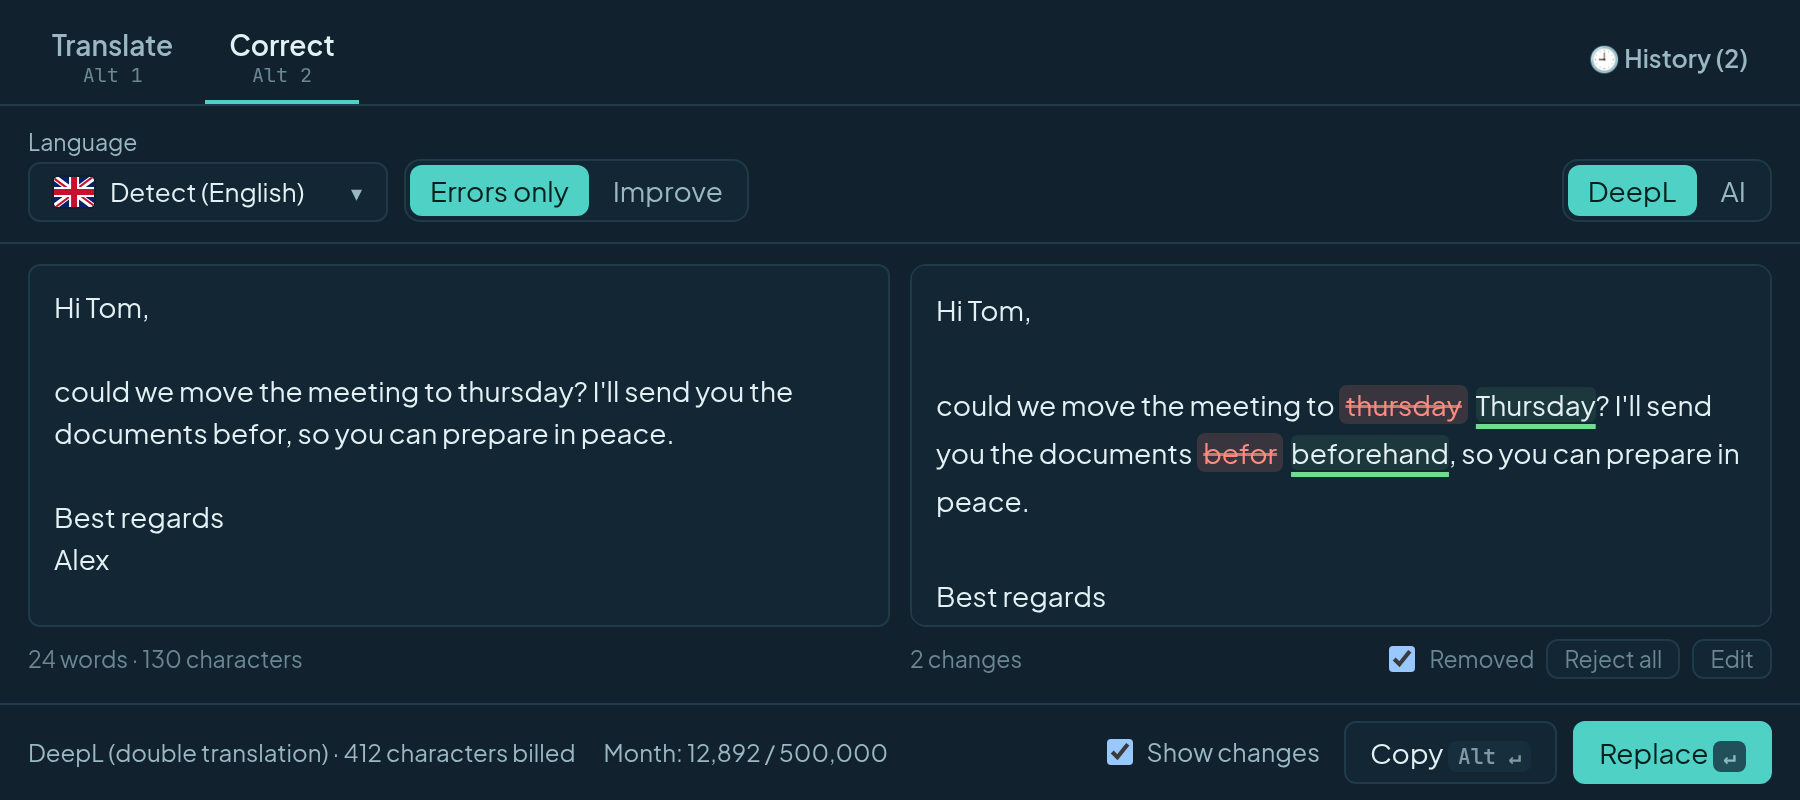 Translate
Alt 1
Correct
Alt 2
History (2)
Language
Detect (English)
Errors only
Improve
DeepL
AI
Hi Tom,
could we move the meeting to thursday? I'll send you the
documents befor, so you can prepare in peace.
Best regards
Alex
24 words · 130 characters
Hi Tom,
could we move the meeting to thursday Thursday? I'll send
you the documents befor beforehand, so you can prepare in
peace.
Best regards
2 changes
Removed
Reject all
Edit
DeepL (double translation) · 412 characters billed
Month: 12,892 / 500,000
Show changes
Copy Alt ↵
Replace ↵